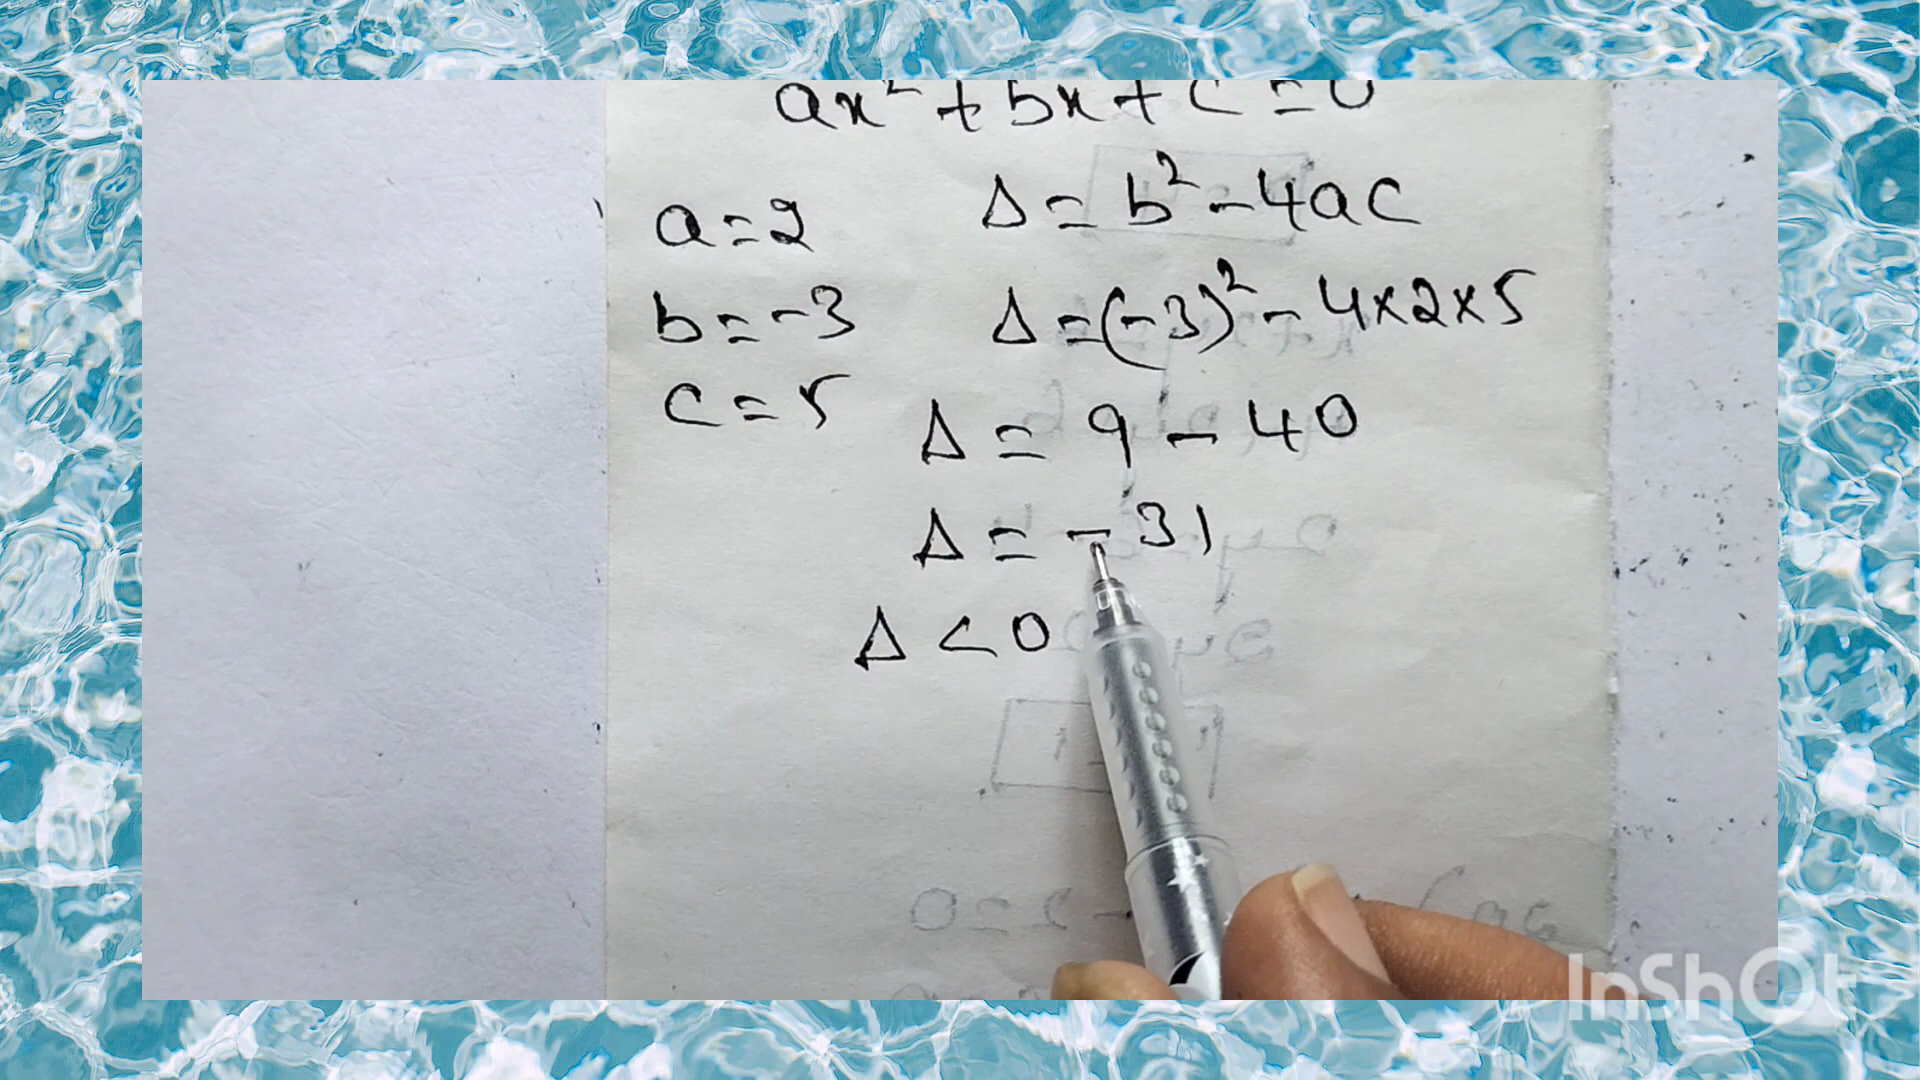 ax² + bx + c = 0
a = 2
Δ = b² - 4ac
b = -3
Δ = (-3)² - 4×2×5
c = 5
Δ = 9 - 40
Δ = -31
Δ < 0
InShOt